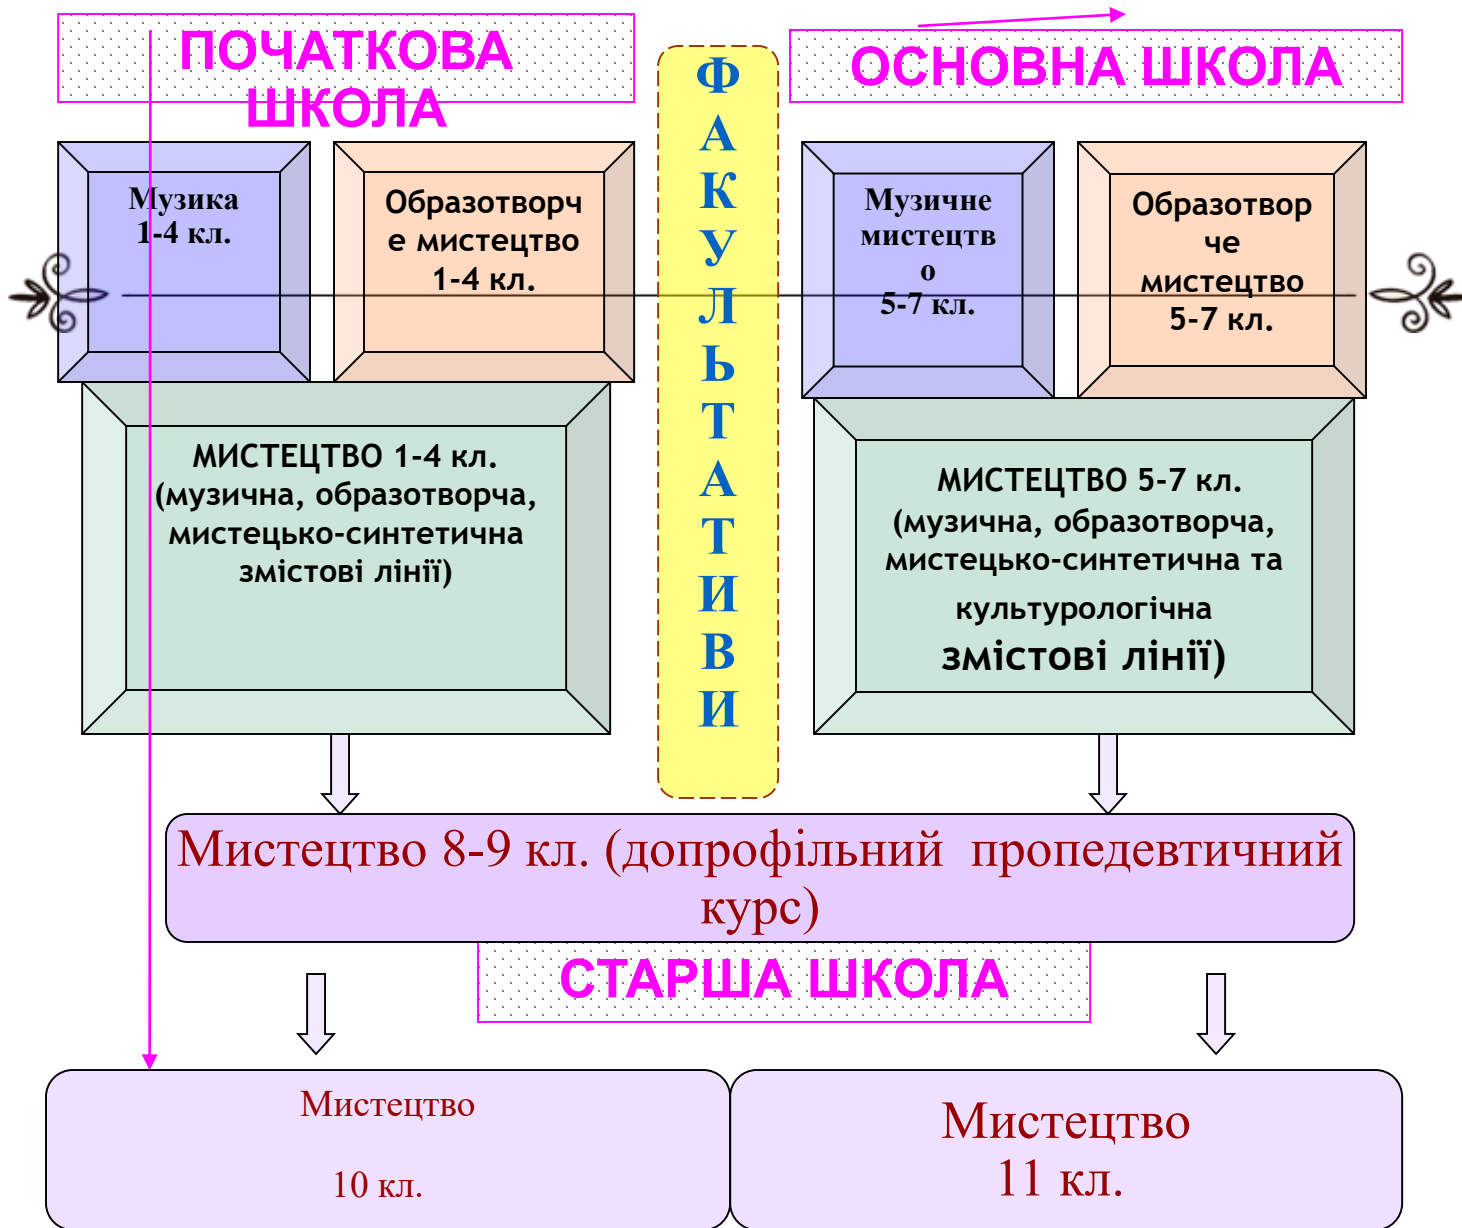 ПОЧАТКОВА
ШКОЛА
Музика
1-4 кл.
Образотворч
е мистецтво
1-4 кл.
МИСТЕЦТВО 1-4 кл.
(музична, образотворча,
мистецько-синтетична
змістові лінії)
Ф
А
К
У
Л
Ь
Т
А
Т
И
В
И
ОСНОВНА ШКОЛА
Музичне
мистецтв
о
5-7 кл.
Образотвор
че
мистецтво
5-7 кл.
МИСТЕЦТВО 5-7 кл.
(музична, образотворча,
мистецько-синтетична та
культурологічна
змістові лінії)
Мистецтво 8-9 кл. (допрофільний пропедевтичний
курс)
СТАРША ШКОЛА
Мистецтво
10 кл.
Мистецтво
11 кл.